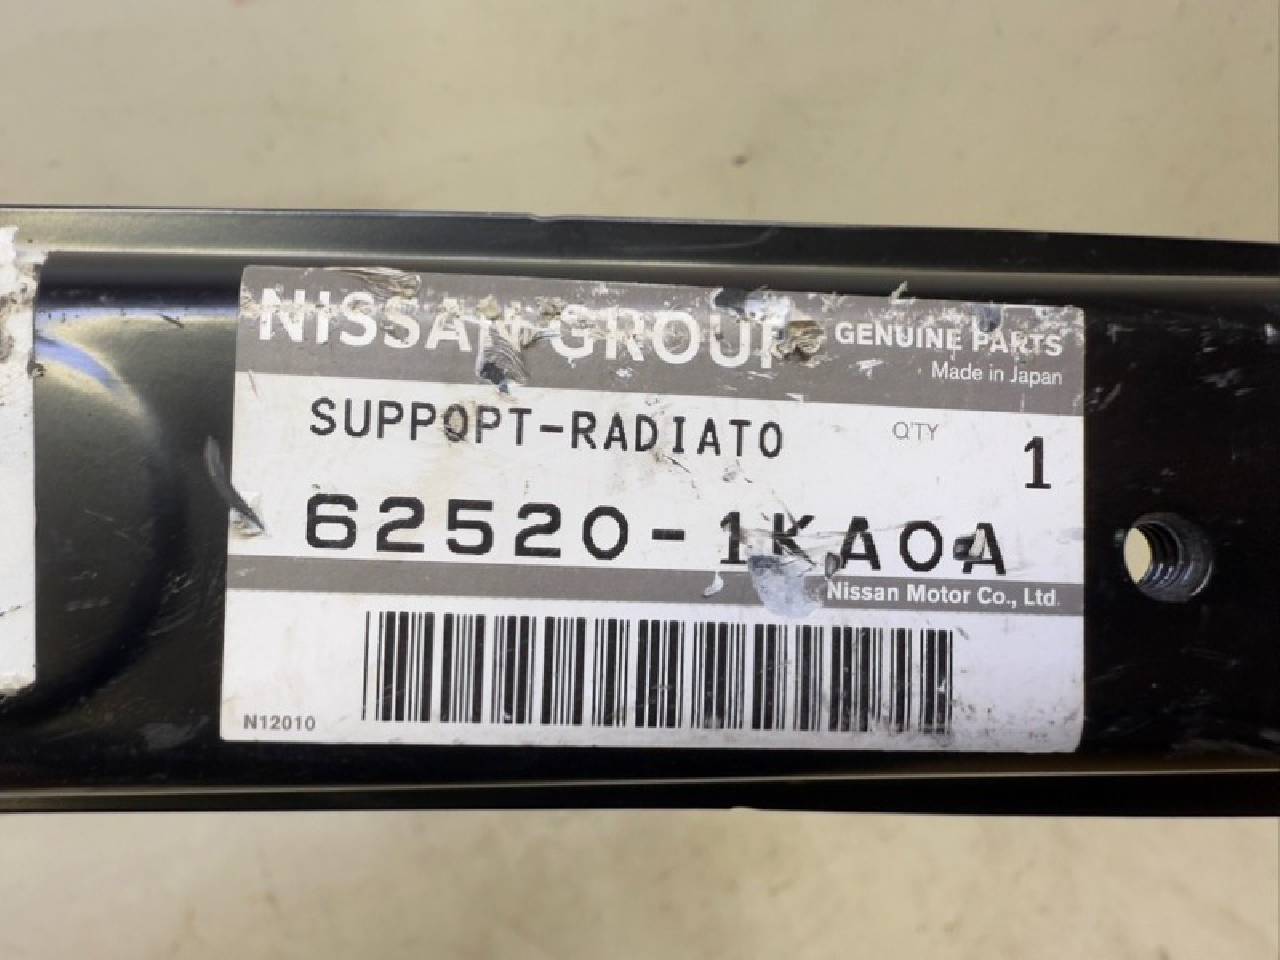 NISSAN GROUP
GENUINE PARTS
Made in Japan
SUPPOPT-RADIATO
Q'TY
1
62520-1KA0A
Nissan Motor Co., Ltd.
N12010